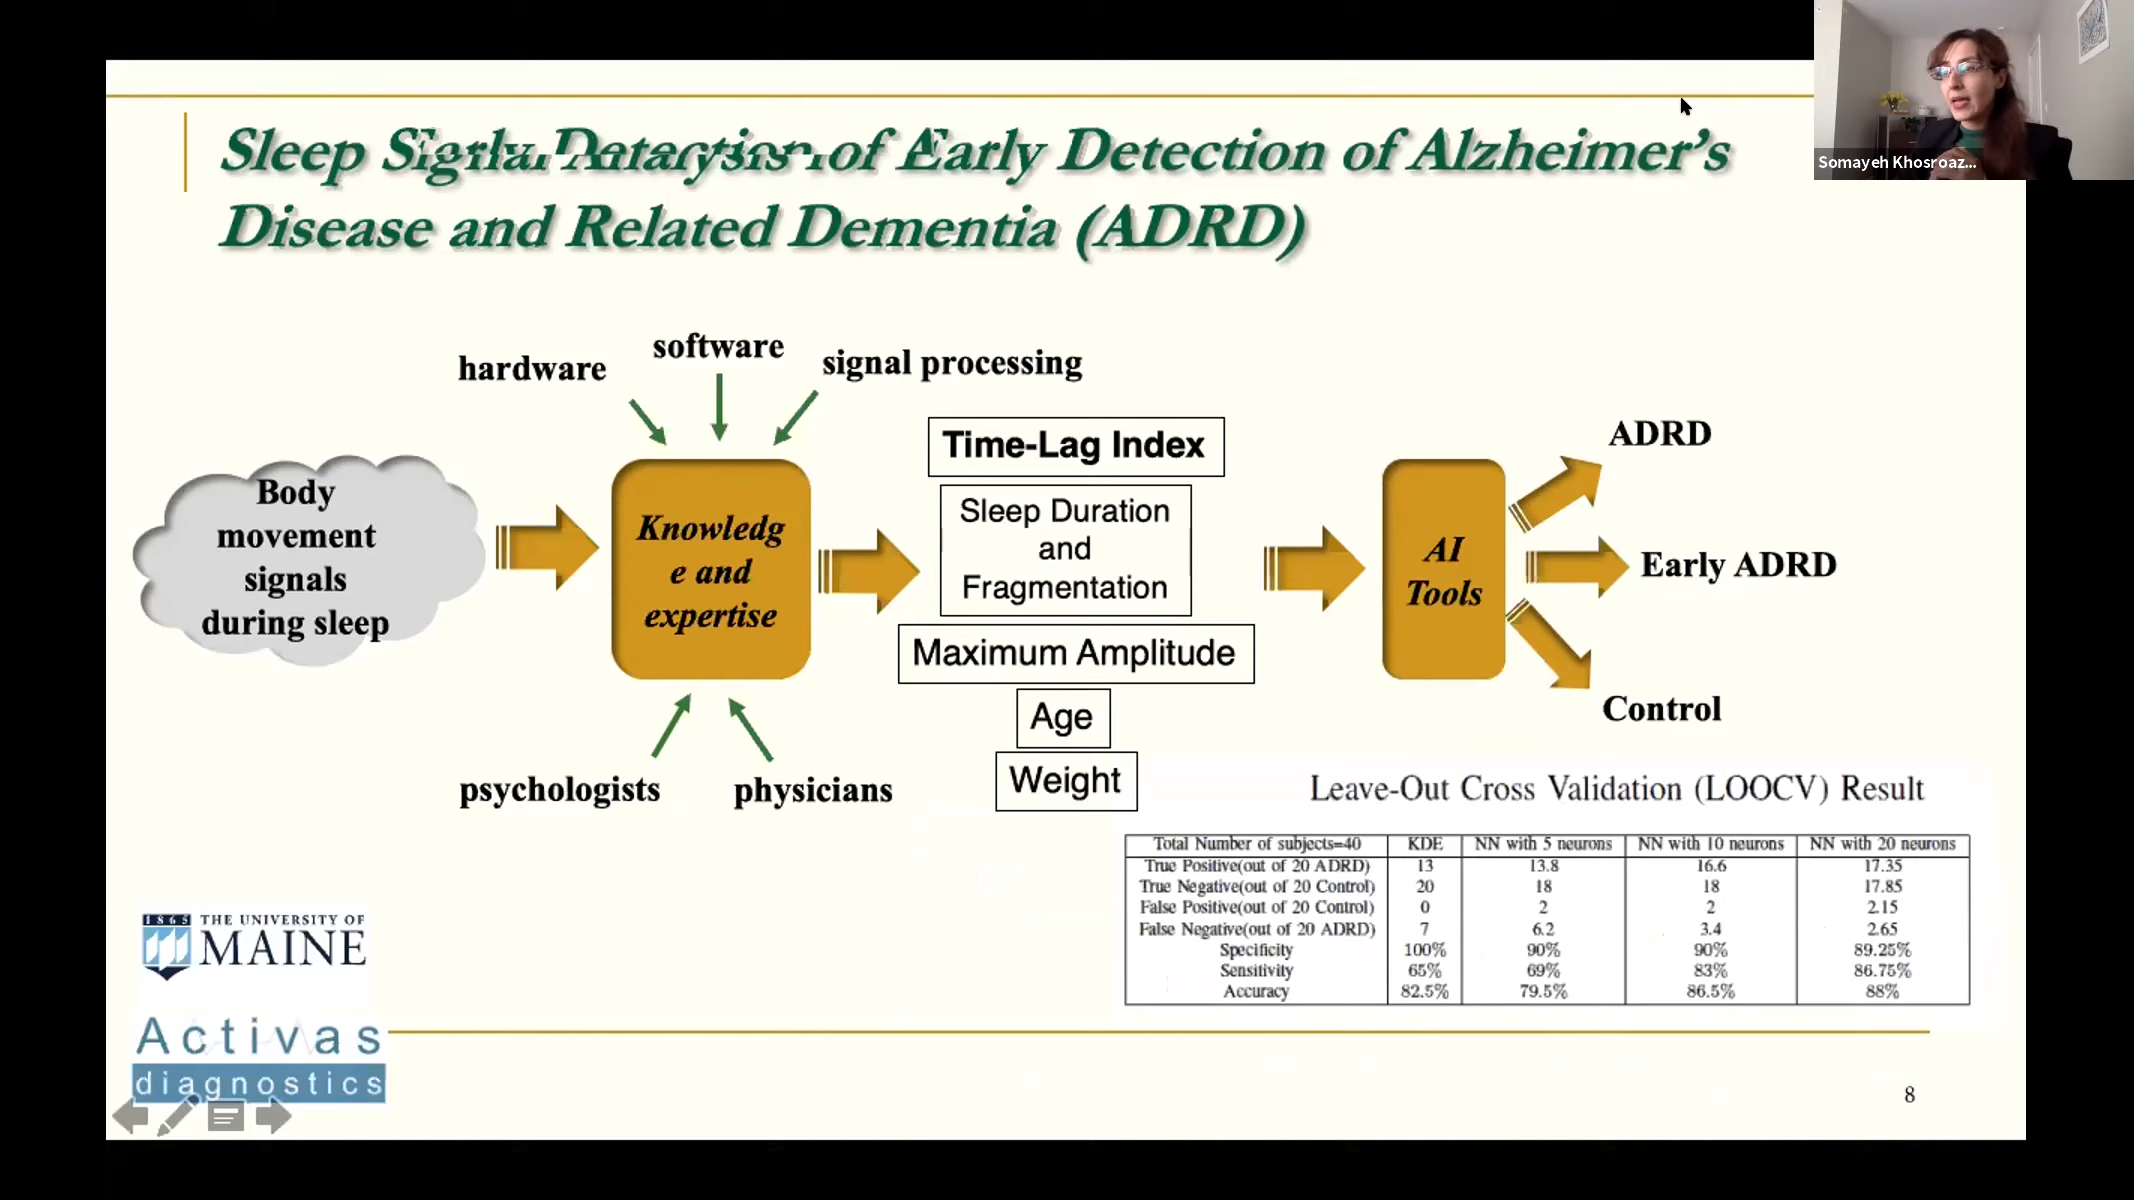 Somayeh Khosroaz...
Sleep of Early Detection of Alzheimer's
Disease and Related Dementia (ADRD)
hardware
software
signal processing
Body
movement
signals
during sleep
Knowledg
e and
expertise
psychologists
physicians
Time-Lag Index
Sleep Duration
and
Fragmentation
Maximum Amplitude
Age
Weight
AI
Tools
ADRD
Early ADRD
Control
Leave-Out Cross Validation (LOOCV) Result
Total Number of subjects=40 KDE NN with 5 neurons NN with 10 neurons NN with 20 neurons
True Positive(out of 20 ADRD) 13 13.8 16.6 17.35
True Negative(out of 20 Control) 20 18 18 17.85
False Positive(out of 20 Control) 0 2 2 2.15
False Negative(out of 20 ADRD) 7 6.2 3.4 2.65
Specificity 100% 90% 90% 89.25%
Sensitivity 65% 69% 83% 86.75%
Accuracy 82.5% 79.5% 86.5% 88%
1865 THE UNIVERSITY OF
MAINE
Activas
diagnostics
8